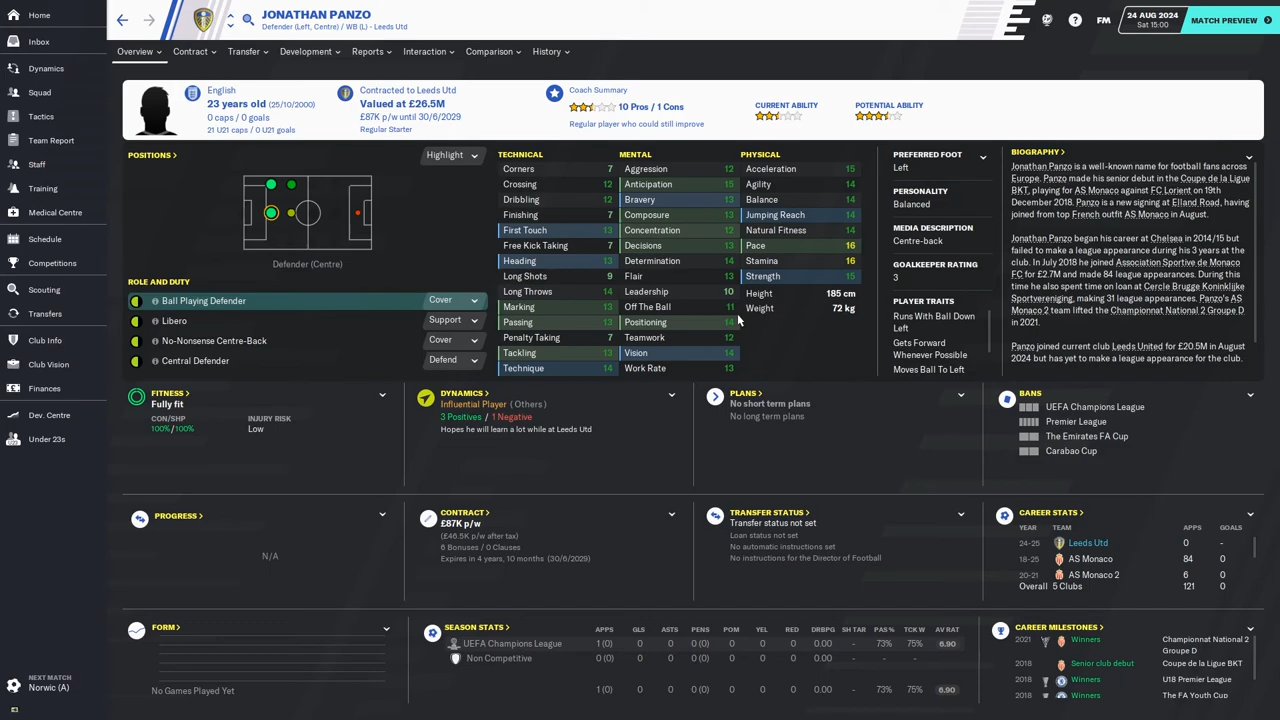 Home
Inbox
Dynamics
Squad
Tactics
Team Report
Staff
Training
Medical Centre
Schedule
Competitions
Scouting
Transfers
Club Info
Club Vision
Finances
Dev. Centre
Under 23s
NEXT MATCH
Norwic (A)
JONATHAN PANZO
Defender (Left, Centre) / WB (L) - Leeds Utd
FM
24 AUG 2024
Sat 15:00
MATCH PREVIEW
Overview
Contract
Transfer
Development
Reports
Interaction
Comparison
History
English
23 years old (25/10/2000)
0 caps / 0 goals
21 U21 caps / 0 U21 goals
Contracted to Leeds Utd
Valued at £26.5M
£87K p/w until 30/6/2029
Regular Starter
Coach Summary
10 Pros / 1 Cons
Regular player who could still improve
CURRENT ABILITY
POTENTIAL ABILITY
POSITIONS
Highlight
Defender (Centre)
ROLE AND DUTY
Ball Playing Defender Cover
Libero Support
No-Nonsense Centre-Back Cover
Central Defender Defend
TECHNICAL
Corners 7
Crossing 12
Dribbling 12
Finishing 7
First Touch 13
Free Kick Taking 7
Heading 13
Long Shots 9
Long Throws 14
Marking 13
Passing 13
Penalty Taking 7
Tackling 13
Technique 14
MENTAL
Aggression 12
Anticipation 15
Bravery 13
Composure 13
Concentration 12
Decisions 13
Determination 14
Flair 13
Leadership 10
Off The Ball 11
Positioning 14
Teamwork 12
Vision 14
Work Rate 13
PHYSICAL
Acceleration 15
Agility 14
Balance 14
Jumping Reach 14
Natural Fitness 14
Pace 16
Stamina 16
Strength 15
Height 185 cm
Weight 72 kg
PREFERRED FOOT
Left
PERSONALITY
Balanced
MEDIA DESCRIPTION
Centre-back
GOALKEEPER RATING
3
PLAYER TRAITS
Runs With Ball Down
Left
Gets Forward
Whenever Possible
Moves Ball To Left
BIOGRAPHY
Jonathan Panzo is a well-known name for football fans across
Europe. Panzo made his senior debut in the Coupe de la Ligue
BKT, playing for AS Monaco against FC Lorient on 19th
December 2018. Panzo is a new signing at Elland Road, having
joined from top French outfit AS Monaco in August.
Jonathan Panzo began his career at Chelsea in 2014/15 but
failed to make a league appearance during his 3 years at the
club. In July 2018 he joined Association Sportive de Monaco
FC for £2.7M and made 84 league appearances. During this
time he also spent time on loan at Cercle Brugge Koninklijke
Sportvereniging, making 31 league appearances. Panzo's AS
Monaco 2 team lifted the Championnat National 2 Groupe D
in 2021.
Panzo joined current club Leeds United for £20.5M in August
2024 but has yet to make a league appearance for the club.
FITNESS
Fully fit
CON/SHP
100%/100%
INJURY RISK
Low
DYNAMICS
Influential Player (Others)
3 Positives / 1 Negative
Hopes he will learn a lot while at Leeds Utd
PLANS
No short term plans
No long term plans
BANS
UEFA Champions League
Premier League
The Emirates FA Cup
Carabao Cup
PROGRESS
N/A
CONTRACT
£87K p/w
(£46.5K p/w after tax)
6 Bonuses / 0 Clauses
Expires in 4 years, 10 months (30/6/2029)
TRANSFER STATUS
Transfer status not set
Loan status not set
No automatic instructions set
No instructions for the Director of Football
CAREER STATS
YEAR TEAM APPS GOALS
24-25 Leeds Utd 0 -
18-25 AS Monaco 84 0
20-21 AS Monaco 2 6 0
Overall 5 Clubs 121 0
FORM
No Games Played Yet
SEASON STATS APPS GLS ASTS PENS POM YEL RED DRBPG SH TAR PAS% TCK W AV RAT
UEFA Champions League 1 (0) 0 0 0 (0) 0 0 0 0.00 - 73% 75% 6.90
Non Competitive 0 (0) 0 0 0 (0) 0 0 0 0.00 - - - -
1 (0) 0 0 0 (0) 0 0 0 0.00 - 73% 75% 6.90
CAREER MILESTONES
2021 Winners Championnat National 2
Groupe D
2018 Senior club debut Coupe de la Ligue BKT
2018 Winners U18 Premier League
2018 Winners The FA Youth Cup